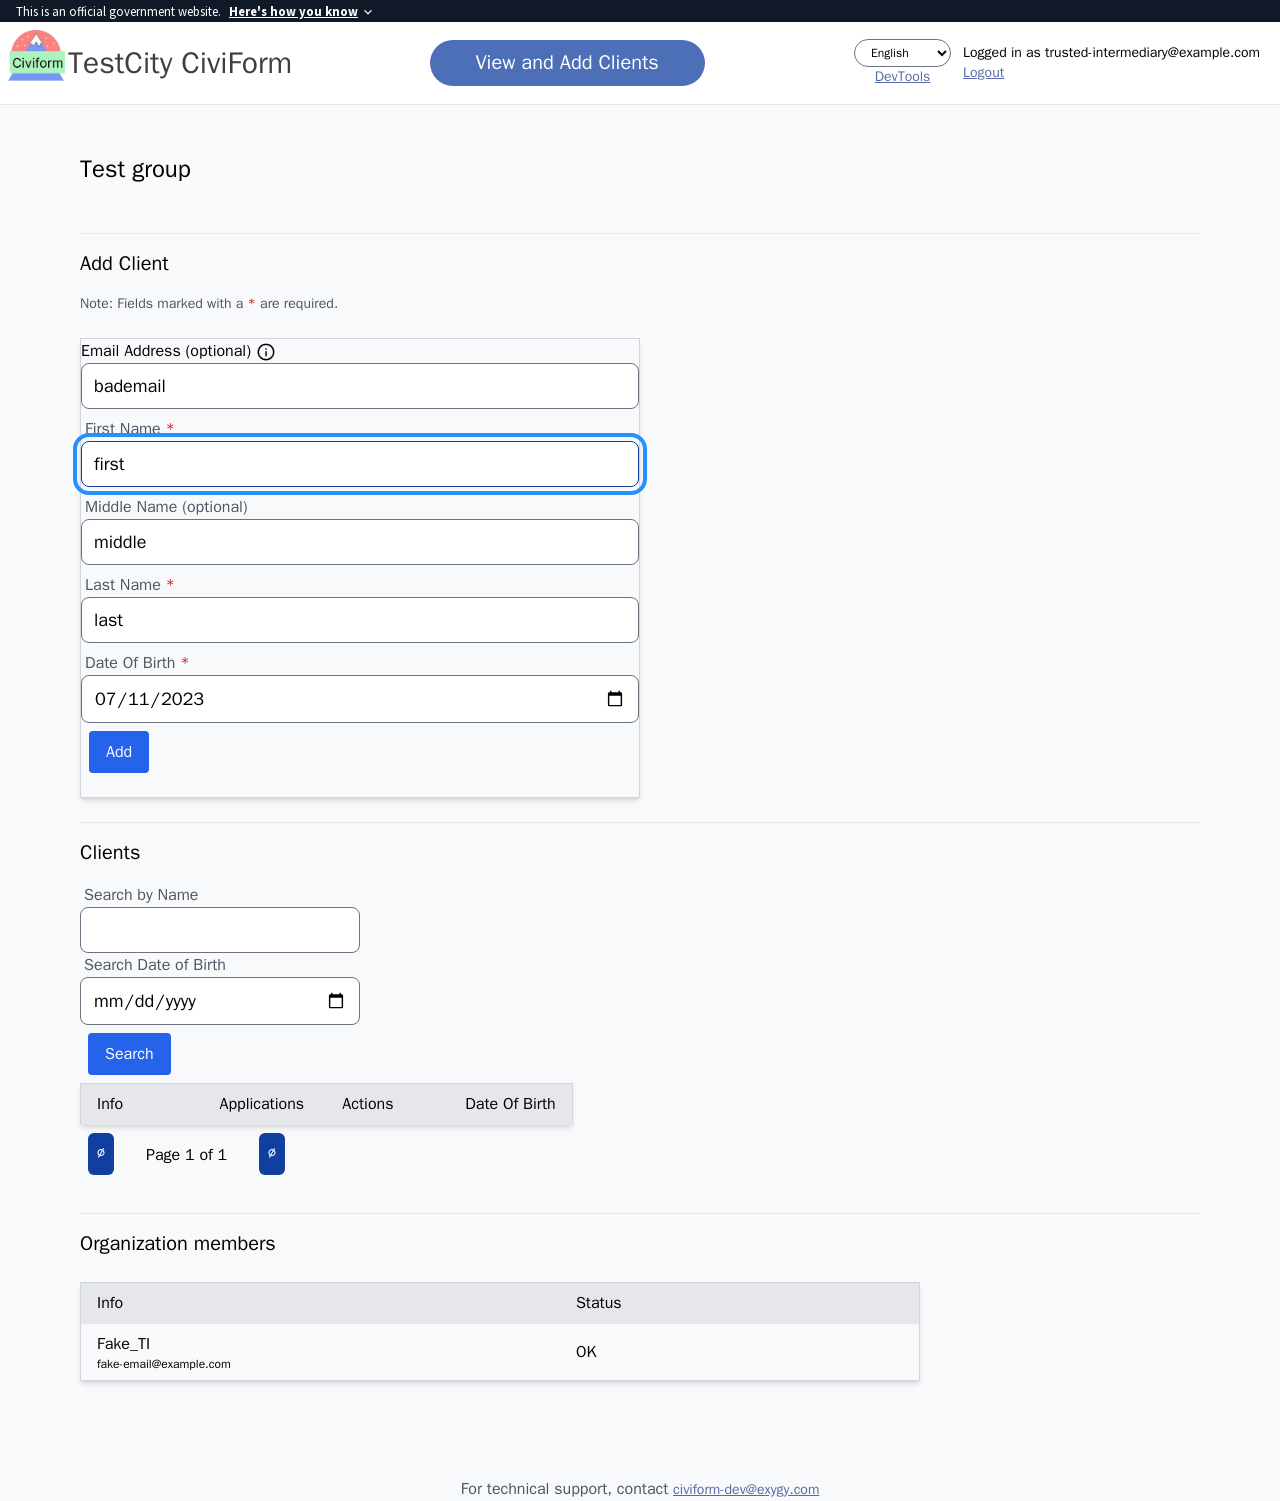 This is an official government website. Here's how you know
Civiform TestCity CiviForm
View and Add Clients
English
DevTools
Logged in as trusted-intermediary@example.com
Logout
Test group
Add Client
Note: Fields marked with a * are required.
Email Address (optional)
bademail
First Name *
first
Middle Name (optional)
middle
Last Name *
last
Date Of Birth *
07/11/2023
Add
Clients
Search by Name
Search Date of Birth
mm/dd/yyyy
Search
Info Applications Actions Date Of Birth
∅ Page 1 of 1 ∅
Organization members
Info Status
Fake_TI
fake-email@example.com
OK
For technical support, contact civiform-dev@exygy.com